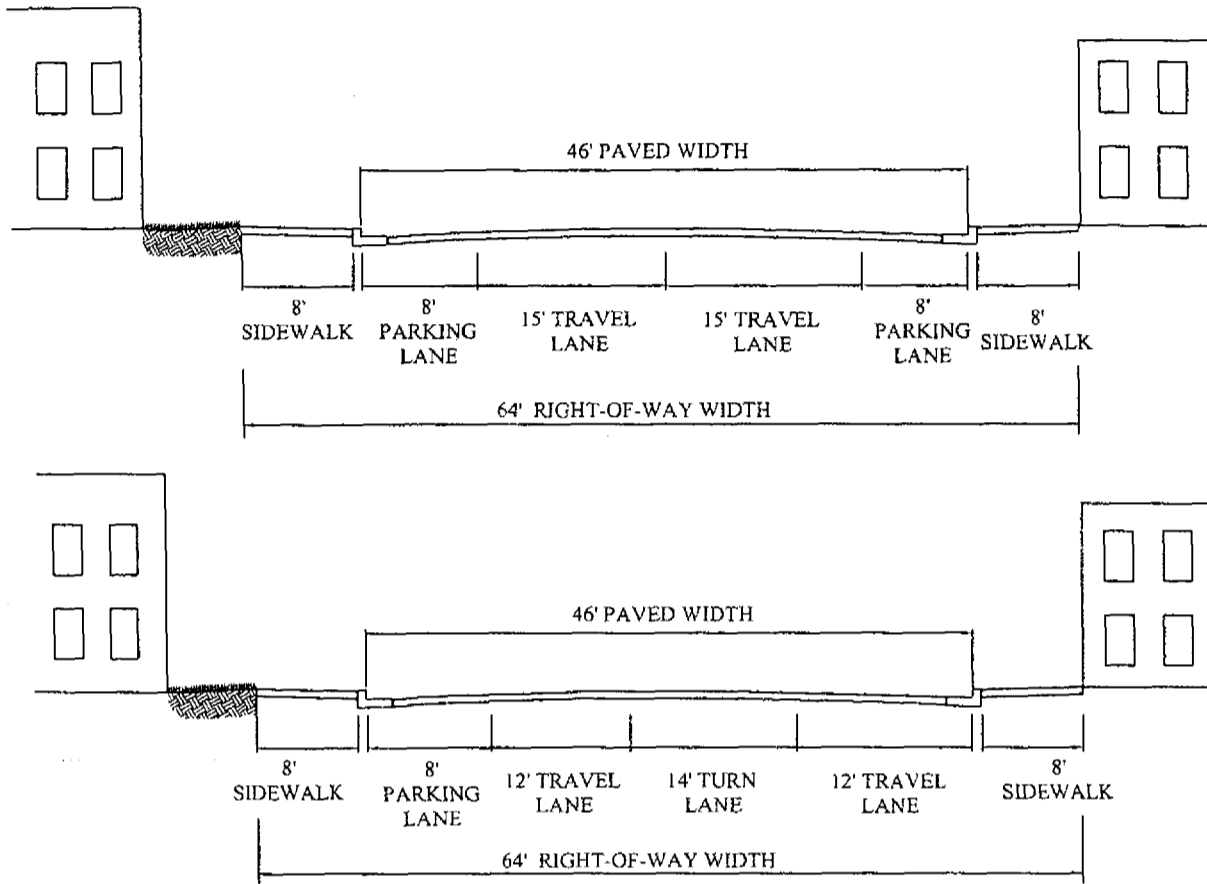 46' PAVED WIDTH
8'
SIDEWALK
8'
PARKING
LANE
15' TRAVEL
LANE
15' TRAVEL
LANE
8'
PARKING
LANE
8'
SIDEWALK
64' RIGHT-OF-WAY WIDTH
46' PAVED WIDTH
8'
SIDEWALK
8'
PARKING
LANE
12' TRAVEL
LANE
14' TURN
LANE
12' TRAVEL
LANE
8'
SIDEWALK
64' RIGHT-OF-WAY WIDTH